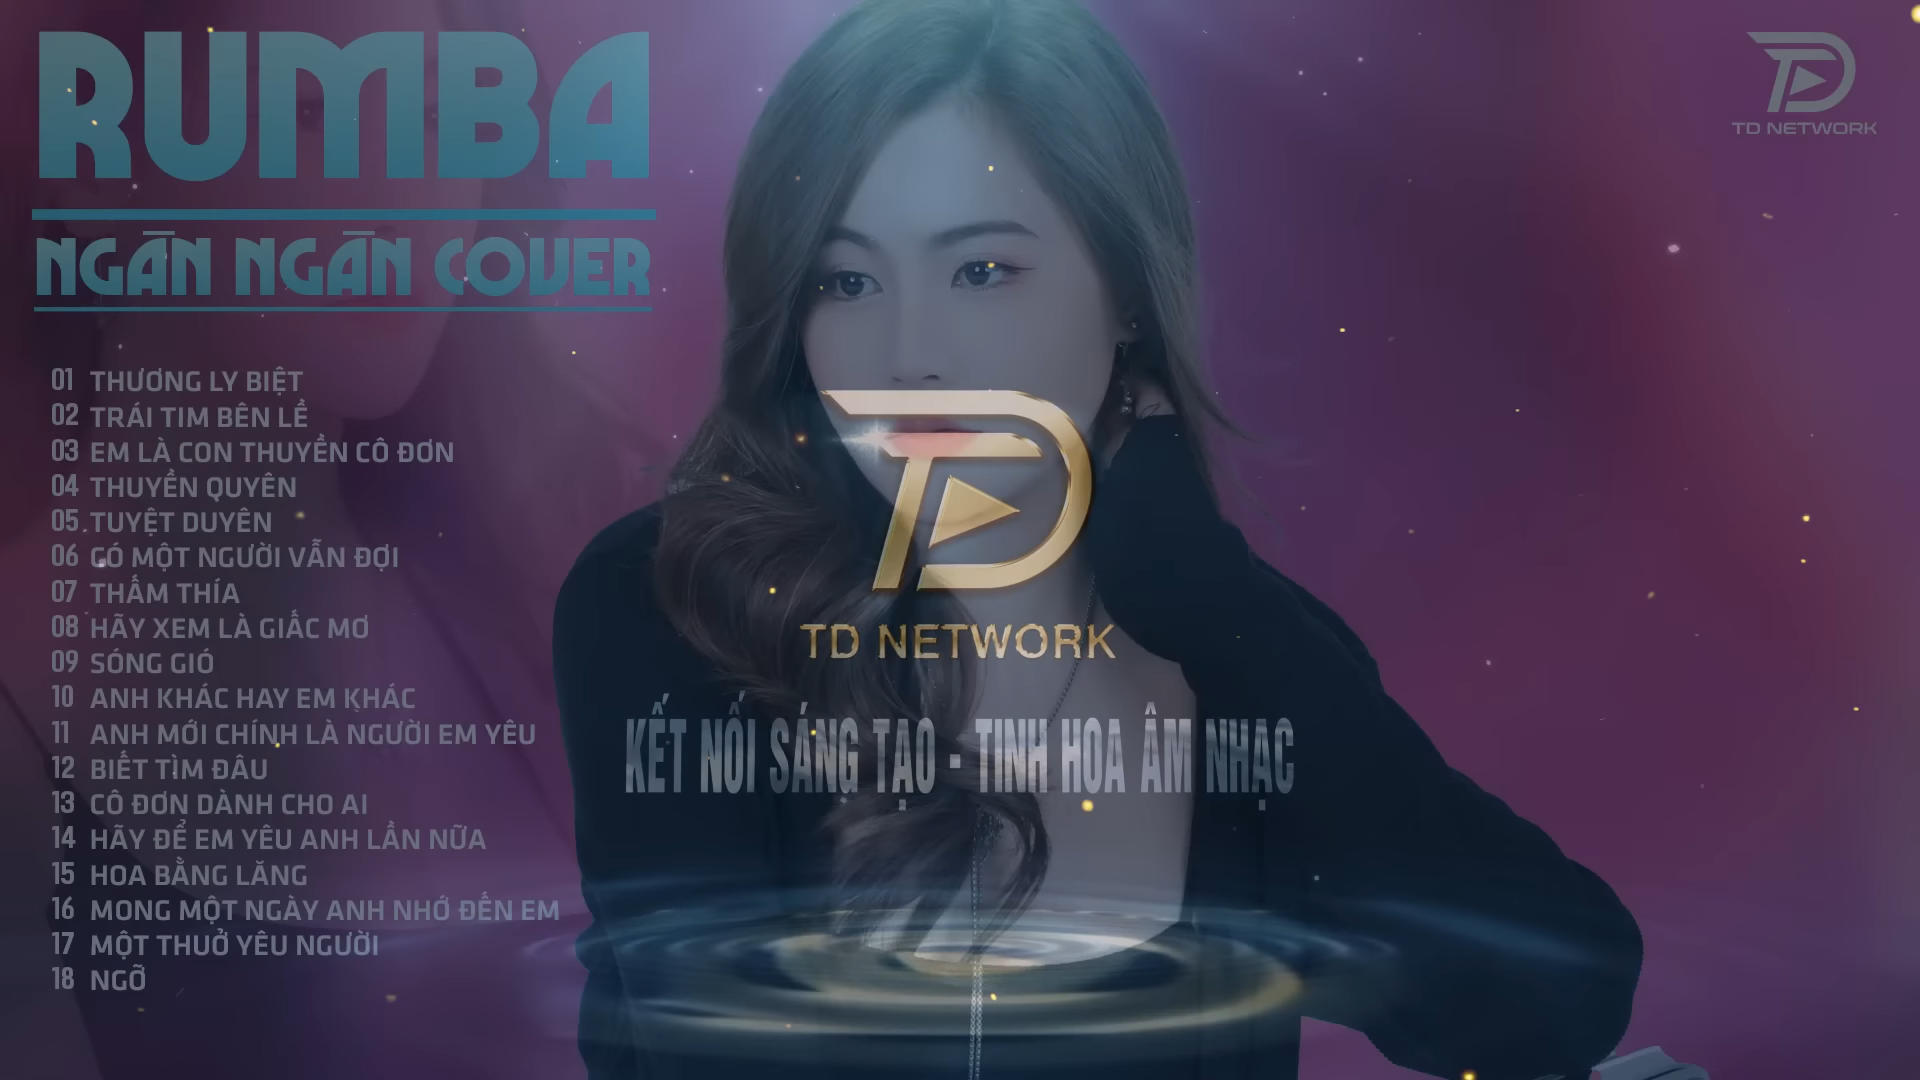 RUMBA
NGÂN NGÂN COVER
TD NETWORK
01 THƯƠNG LY BIỆT
02 TRÁI TIM BÊN LỀ
03 EM LÀ CON THUYỀN CÔ ĐƠN
04 THUYỀN QUYÊN
05 TUYỆT DUYÊN
06 CÓ MỘT NGƯỜI VẪN ĐỢI
07 THẤM THÍA
08 HÃY XEM LÀ GIẤC MƠ
09 SÓNG GIÓ
10 ANH KHÁC HAY EM KHÁC
11 ANH MỚI CHÍNH LÀ NGƯỜI EM YÊU
12 BIẾT TÌM ĐÂU
13 CÔ ĐƠN DÀNH CHO AI
14 HÃY ĐỂ EM YÊU ANH LẦN NỮA
15 HOA BẰNG LĂNG
16 MONG MỘT NGÀY ANH NHỚ ĐẾN EM
17 MỘT THUỞ YÊU NGƯỜI
18 NGỠ
TD NETWORK
KẾT NỐI SÁNG TẠO - TINH HOA ÂM NHẠC